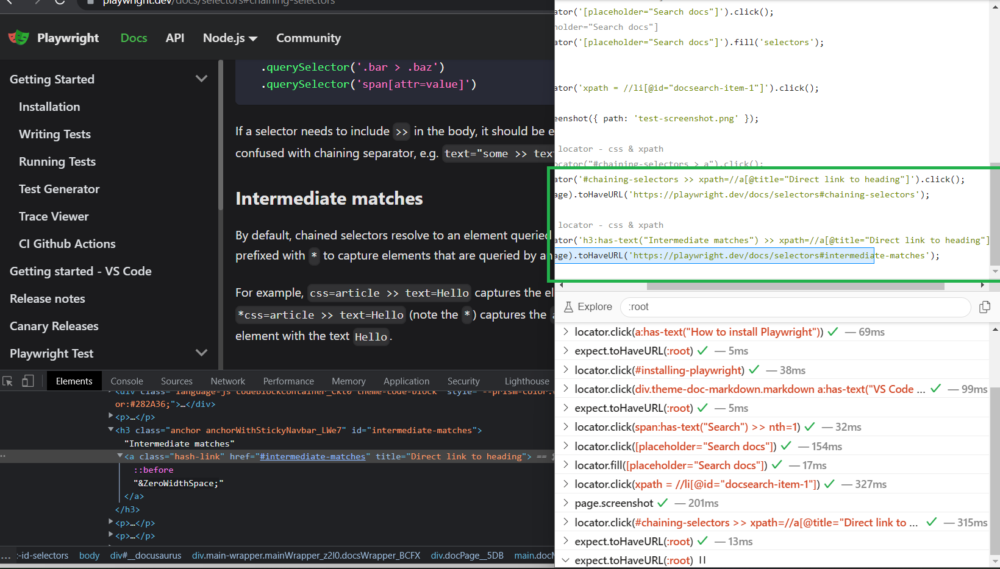 playwright.dev/docs/selectors#chaining-selectors
Playwright
Docs
API
Node.js
Community
Getting Started
Installation
Writing Tests
Running Tests
Test Generator
Trace Viewer
CI Github Actions
Getting started - VS Code
Release notes
Canary Releases
Playwright Test
.querySelector('.bar > .baz')
.querySelector('span[attr=value]')
If a selector needs to include >> in the body, it should be e
confused with chaining separator, e.g. text="some >> text
Intermediate matches
By default, chained selectors resolve to an element queried
prefixed with * to capture elements that are queried by an
For example, css=article >> text=Hello captures the el
*css=article >> text=Hello (note the *) captures the a
element with the text Hello.
Elements
Console
Sources
Network
Performance
Memory
Application
Security
Lighthouse
<div class="language-js codeBlockContainer_ckt0 theme-code-block" style="--prism-color:#
or:#282A36;">…</div>
<p>…</p>
<h3 class="anchor anchorWithStickyNavbar_LWe7" id="intermediate-matches">
"Intermediate matches"
<a class="hash-link" href="#intermediate-matches" title="Direct link to heading"> ==
::before
"&ZeroWidthSpace;"
</a>
</h3>
<p>…</p>
<p>…</p>
... :-id-selectors body div#__docusaurus div.main-wrapper.mainWrapper_z2l0.docsWrapper_BCFX div.docPage__5DB main.docM
ator('[placeholder="Search docs"]').click();
holder="Search docs"]
ator('[placeholder="Search docs"]').fill('selectors');
ator('xpath = //li[@id="docsearch-item-1"]').click();
eenshot({ path: 'test-screenshot.png' });
locator - css & xpath
ocator("#chaining-selectors > a").click();
ator('#chaining-selectors >> xpath=//a[@title="Direct link to heading"]').click();
age).toHaveURL('https://playwright.dev/docs/selectors#chaining-selectors');
locator - css & xpath
ator('h3:has-text("Intermediate matches") >> xpath=//a[@title="Direct link to heading"]
age).toHaveURL('https://playwright.dev/docs/selectors#intermediate-matches');
Explore
:root
locator.click(a:has-text("How to install Playwright")) ✓ — 69ms
expect.toHaveURL(:root) ✓ — 5ms
locator.click(#installing-playwright) ✓ — 38ms
locator.click(div.theme-doc-markdown.markdown a:has-text("VS Code ... ✓ — 99ms
expect.toHaveURL(:root) ✓ — 5ms
locator.click(span:has-text("Search") >> nth=1) ✓ — 32ms
locator.click([placeholder="Search docs"]) ✓ — 154ms
locator.fill([placeholder="Search docs"]) ✓ — 17ms
locator.click(xpath = //li[@id="docsearch-item-1"]) ✓ — 327ms
page.screenshot ✓ — 201ms
locator.click(#chaining-selectors >> xpath=//a[@title="Direct link to ... ✓ — 315ms
expect.toHaveURL(:root) ✓ — 13ms
expect.toHaveURL(:root)